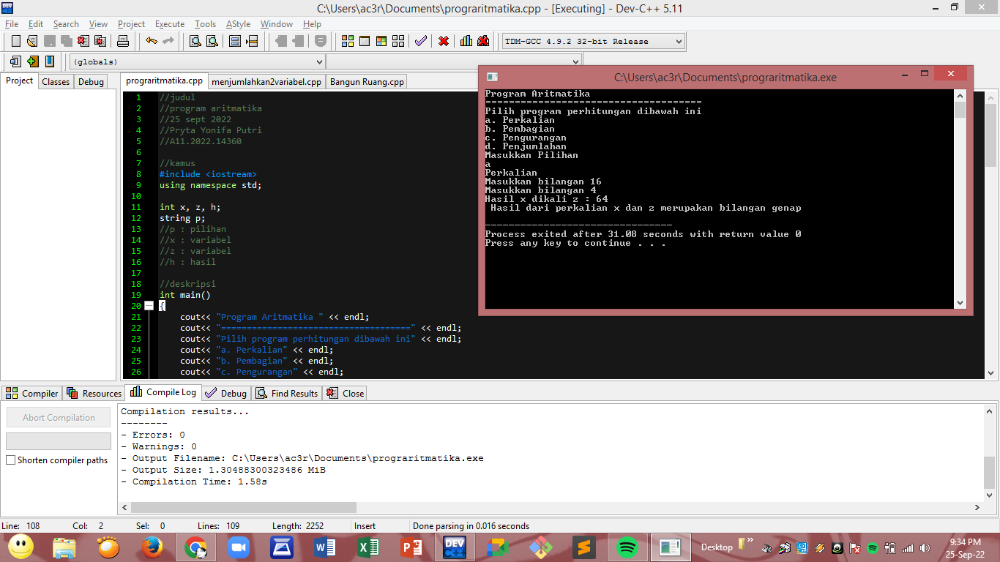 C:\Users\ac3r\Documents\prograritmatika.cpp - [Executing] - Dev-C++ 5.11
File Edit Search View Project Execute Tools AStyle Window Help
TDM-GCC 4.9.2 32-bit Release
(globals)
Project Classes Debug
prograritmatika.cpp menjumlahkan2variabel.cpp Bangun Ruang.cpp
1 //judul
2 //program aritmatika
3 //25 sept 2022
4 //Pryta Yonifa Putri
5 //A11.2022.14360
6
7 //kamus
8 #include <iostream>
9 using namespace std;
10
11 int x, z, h;
12 string p;
13 //p : pilihan
14 //x : variabel
15 //z : variabel
16 //h : hasil
17
18 //deskripsi
19 int main()
20 {
21 cout<< "Program Aritmatika " << endl;
22 cout<< "=====================================" << endl;
23 cout<< "Pilih program perhitungan dibawah ini" << endl;
24 cout<< "a. Perkalian" << endl;
25 cout<< "b. Pembagian" << endl;
26 cout<< "c. Pengurangan" << endl;
C:\Users\ac3r\Documents\prograritmatika.exe
Program Aritmatika
=====================================
Pilih program perhitungan dibawah ini
a. Perkalian
b. Pembagian
c. Pengurangan
d. Penjumlahan
Masukkan Pilihan
a
Perkalian
Masukkan bilangan 16
Masukkan bilangan 4
Hasil x dikali z : 64
Hasil dari perkalian x dan z merupakan bilangan genap
--------------------------------
Process exited after 31.08 seconds with return value 0
Press any key to continue . . .
Compiler Resources Compile Log Debug Find Results Close
Abort Compilation
Shorten compiler paths
Compilation results...
--------
- Errors: 0
- Warnings: 0
- Output Filename: C:\Users\ac3r\Documents\prograritmatika.exe
- Output Size: 1.30488300323486 MiB
- Compilation Time: 1.58s
Line: 108 Col: 2 Sel: 0 Lines: 109 Length: 2252 Insert Done parsing in 0.016 seconds
Desktop
9:34 PM
25-Sep-22